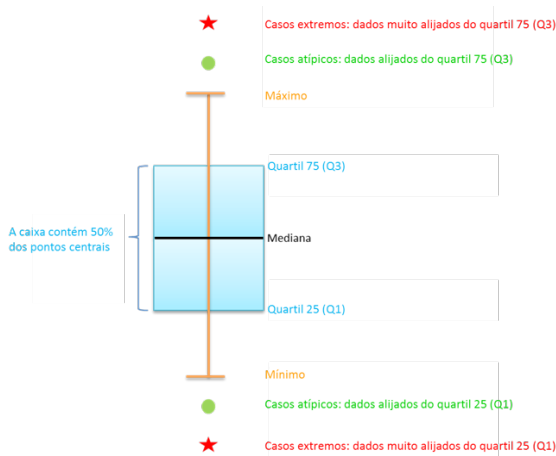 Casos extremos: dados muito alijados do quartil 75 (Q3)
Casos atípicos: dados alijados do quartil 75 (Q3)
Máximo
Quartil 75 (Q3)
A caixa contém 50%
dos pontos centrais
Mediana
Quartil 25 (Q1)
Mínimo
Casos atípicos: dados alijados do quartil 25 (Q1)
Casos extremos: dados muito alijados do quartil 25 (Q1)